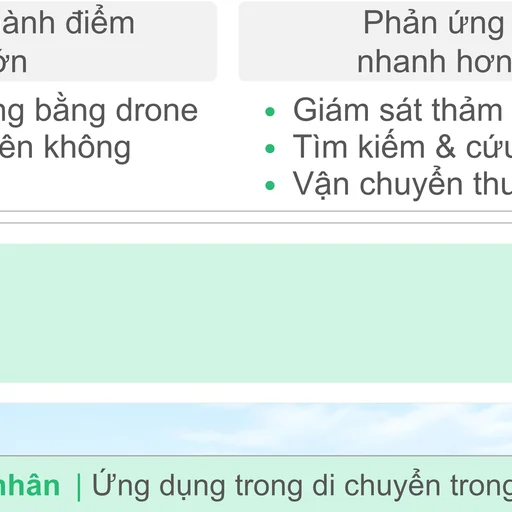 ành điểm
ớn
Phản ứng
nhanh hơn
ng bằng drone
ên không
• Giám sát thảm
• Tìm kiếm & cứu
• Vận chuyển thu
nhân | Ứng dụng trong di chuyển trong